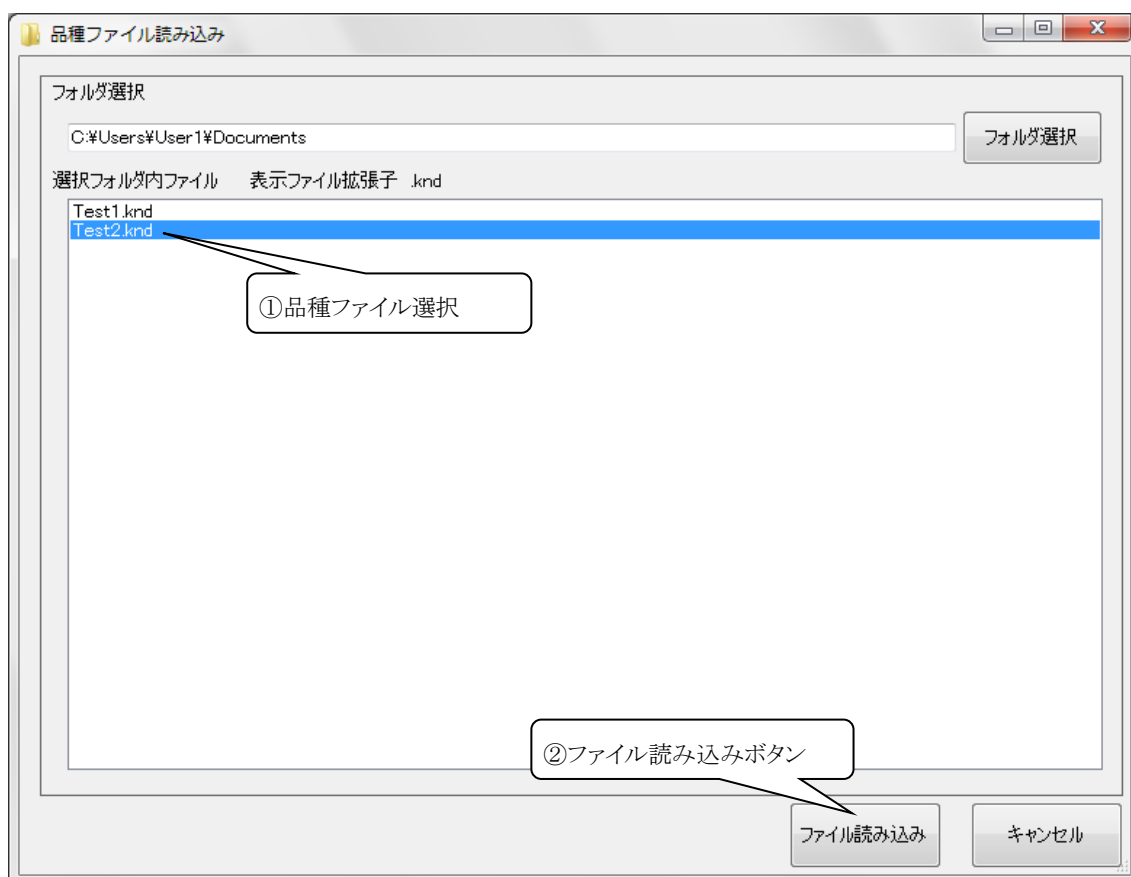 品種ファイル読み込み
フォルダ選択
C:¥Users¥User1¥Documents
フォルダ選択
選択フォルダ内ファイル 表示ファイル拡張子 .knd
Test1.knd
Test2.knd
①品種ファイル選択
②ファイル読み込みボタン
ファイル読み込み
キャンセル